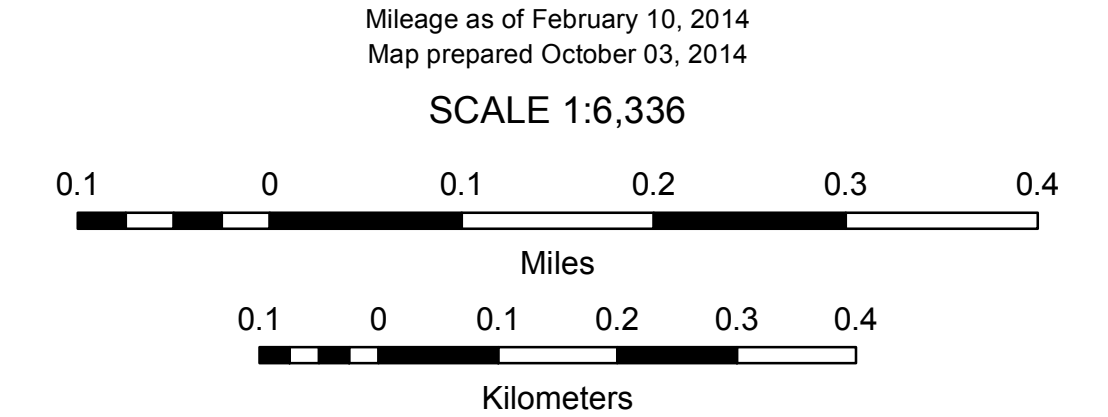 Mileage as of February 10, 2014
Map prepared October 03, 2014
SCALE 1:6,336
0.1 0 0.1 0.2 0.3 0.4
Miles
0.1 0 0.1 0.2 0.3 0.4
Kilometers